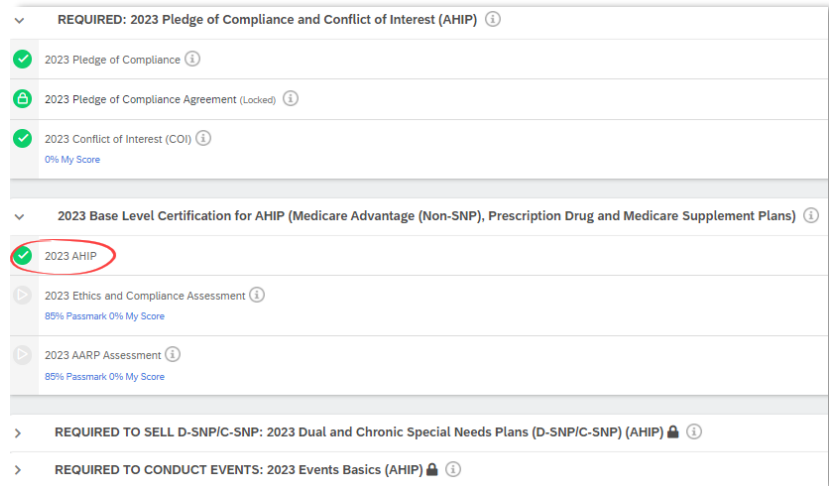 REQUIRED: 2023 Pledge of Compliance and Conflict of Interest (AHIP)
2023 Pledge of Compliance
2023 Pledge of Compliance Agreement (Locked)
2023 Conflict of Interest (COI)
0% My Score
2023 Base Level Certification for AHIP (Medicare Advantage (Non-SNP), Prescription Drug and Medicare Supplement Plans)
2023 AHIP
2023 Ethics and Compliance Assessment
85% Passmark 0% My Score
2023 AARP Assessment
85% Passmark 0% My Score
REQUIRED TO SELL D-SNP/C-SNP: 2023 Dual and Chronic Special Needs Plans (D-SNP/C-SNP) (AHIP)
REQUIRED TO CONDUCT EVENTS: 2023 Events Basics (AHIP)